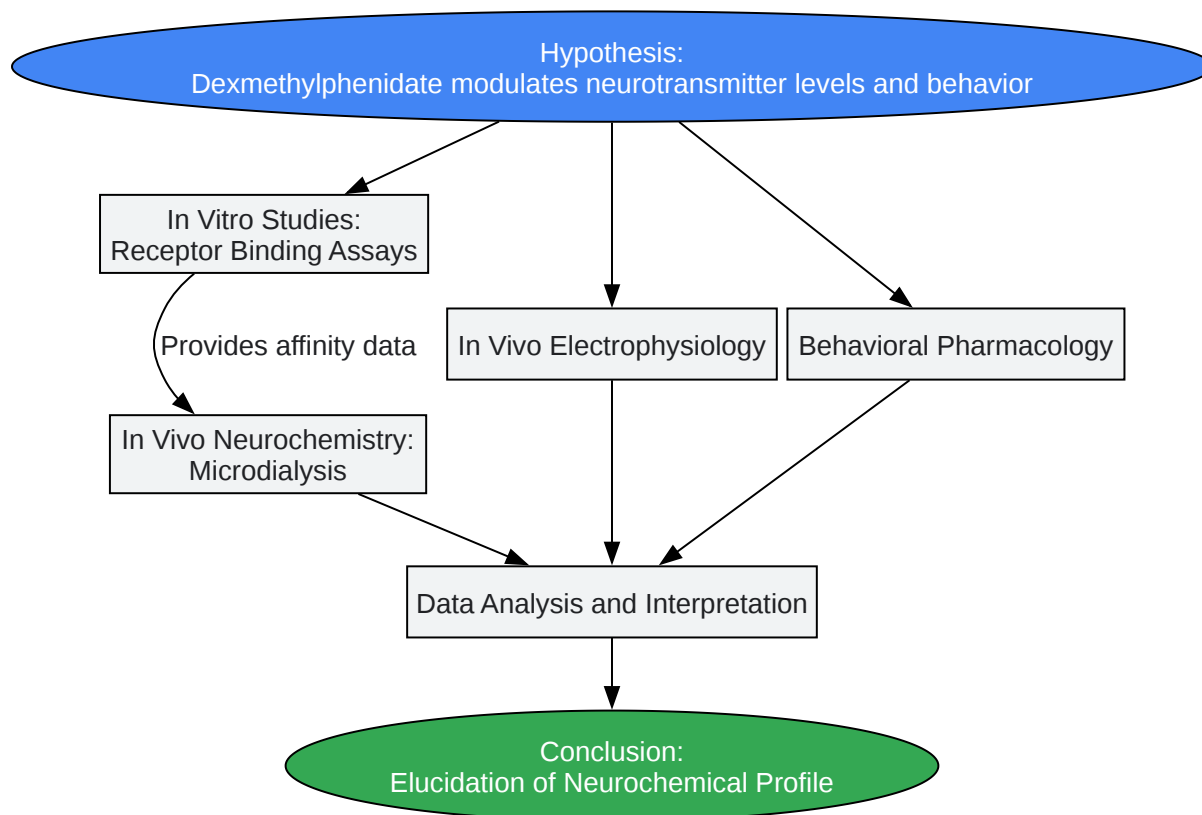 Hypothesis:
Dexmethylphenidate modulates neurotransmitter levels and behavior
In Vitro Studies:
Receptor Binding Assays
Provides affinity data
In Vivo Electrophysiology
Behavioral Pharmacology
In Vivo Neurochemistry:
Microdialysis
Data Analysis and Interpretation
Conclusion:
Elucidation of Neurochemical Profile